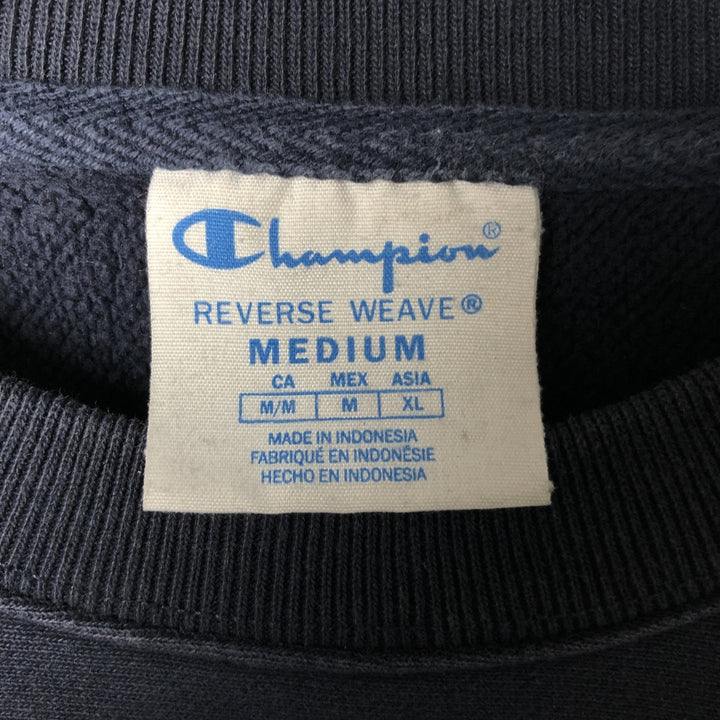 Champion®
REVERSE WEAVE®
MEDIUM
CA MEX ASIA
M/M M XL
MADE IN INDONESIA
FABRIQUÉ EN INDONÉSIE
HECHO EN INDONESIA